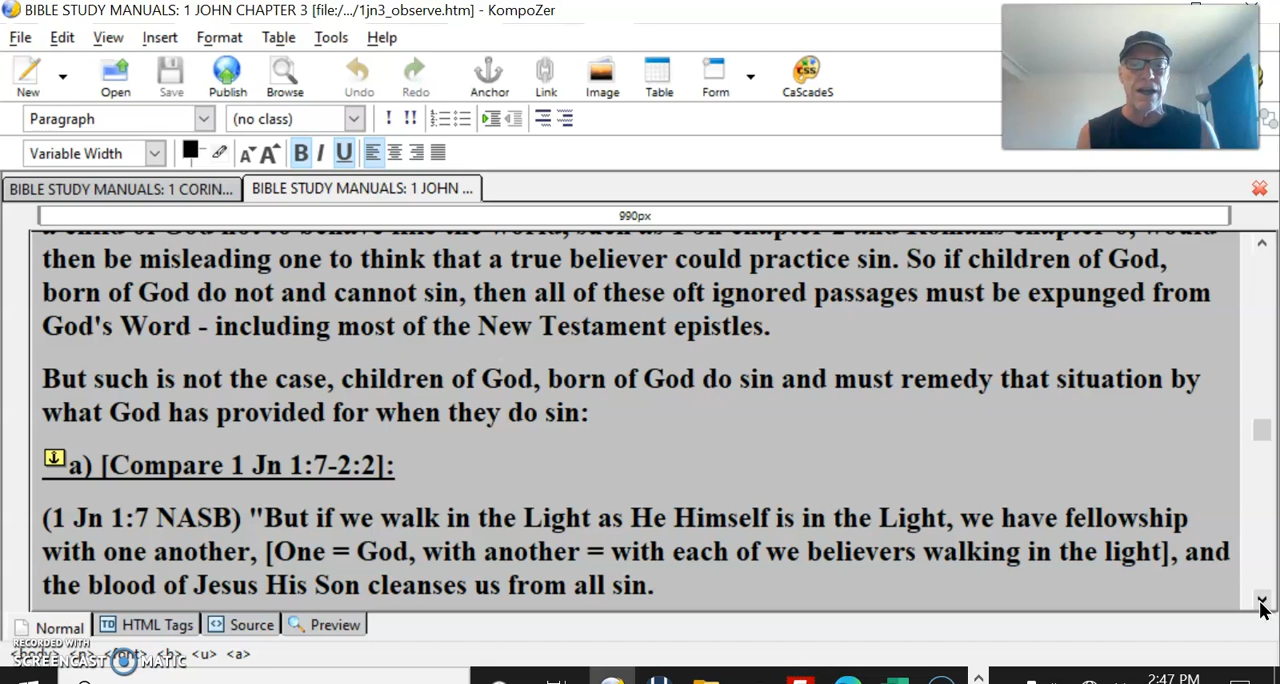 BIBLE STUDY MANUALS: 1 JOHN CHAPTER 3 [file:/.../1jn3_observe.htm] - KompoZer
File Edit View Insert Format Table Tools Help
New Open Save Publish Browse Undo Redo Anchor Link Image Table Form CaScadeS
Paragraph (no class) ! !!
Variable Width A A B I U
BIBLE STUDY MANUALS: 1 CORIN... BIBLE STUDY MANUALS: 1 JOHN ...
990px
then be misleading one to think that a true believer could practice sin. So if children of God,
born of God do not and cannot sin, then all of these oft ignored passages must be expunged from
God's Word - including most of the New Testament epistles.
But such is not the case, children of God, born of God do sin and must remedy that situation by
what God has provided for when they do sin:
a) [Compare 1 Jn 1:7-2:2]:
(1 Jn 1:7 NASB) "But if we walk in the Light as He Himself is in the Light, we have fellowship
with one another, [One = God, with another = with each of we believers walking in the light], and
the blood of Jesus His Son cleanses us from all sin.
Normal TD HTML Tags Source Preview
RECORDED WITH
SCREENCAST MATIC
<body> <p> </font> <b> <u> <a>
2:47 PM